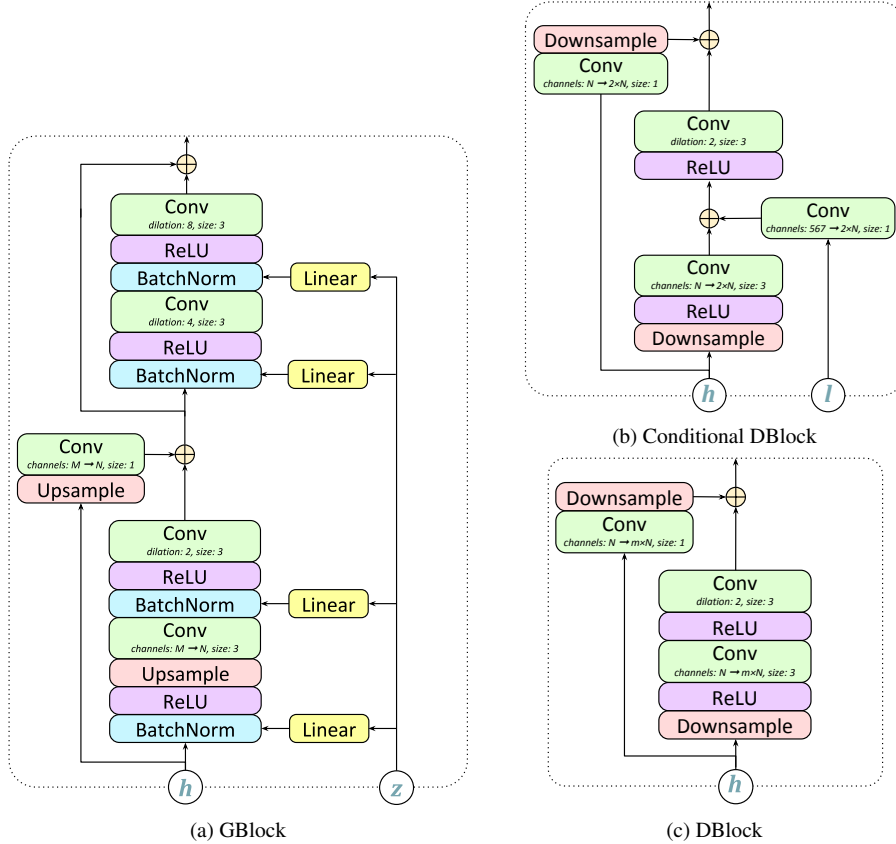 Conv
dilation: 8, size: 3
ReLU
BatchNorm
Linear
Conv
dilation: 4, size: 3
ReLU
BatchNorm
Linear
Conv
channels: M → N, size: 1
Upsample
Conv
dilation: 2, size: 3
ReLU
BatchNorm
Linear
Conv
channels: M → N, size: 3
Upsample
ReLU
BatchNorm
Linear
h
z
(a) GBlock
Downsample
Conv
channels: N → 2×N, size: 1
Conv
dilation: 2, size: 3
ReLU
Conv
channels: 567 → 2×N, size: 1
Conv
channels: N → 2×N, size: 3
ReLU
Downsample
h
l
(b) Conditional DBlock
Downsample
Conv
channels: N → m×N, size: 1
Conv
dilation: 2, size: 3
ReLU
Conv
channels: N → m×N, size: 3
ReLU
Downsample
h
(c) DBlock